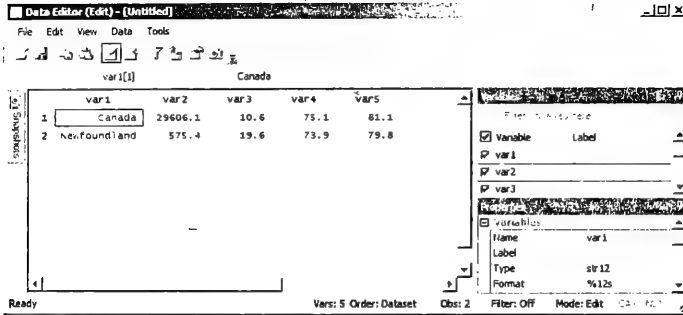 Data Editor (Edit) - [Untitled]
File Edit View Data Tools
var1[1] Canada
Snapshots
var1 var2 var3 var4 var5
1 Canada 29606.1 10.6 75.1 81.1
2 Newfoundland 575.4 19.6 73.9 79.8
Variable Label
var1
var2
var3
Variables
Name var1
Label
Type str12
Format %12s
Ready Vars: 5 Order: Dataset Obs: 2 Filter: Off Mode: Edit